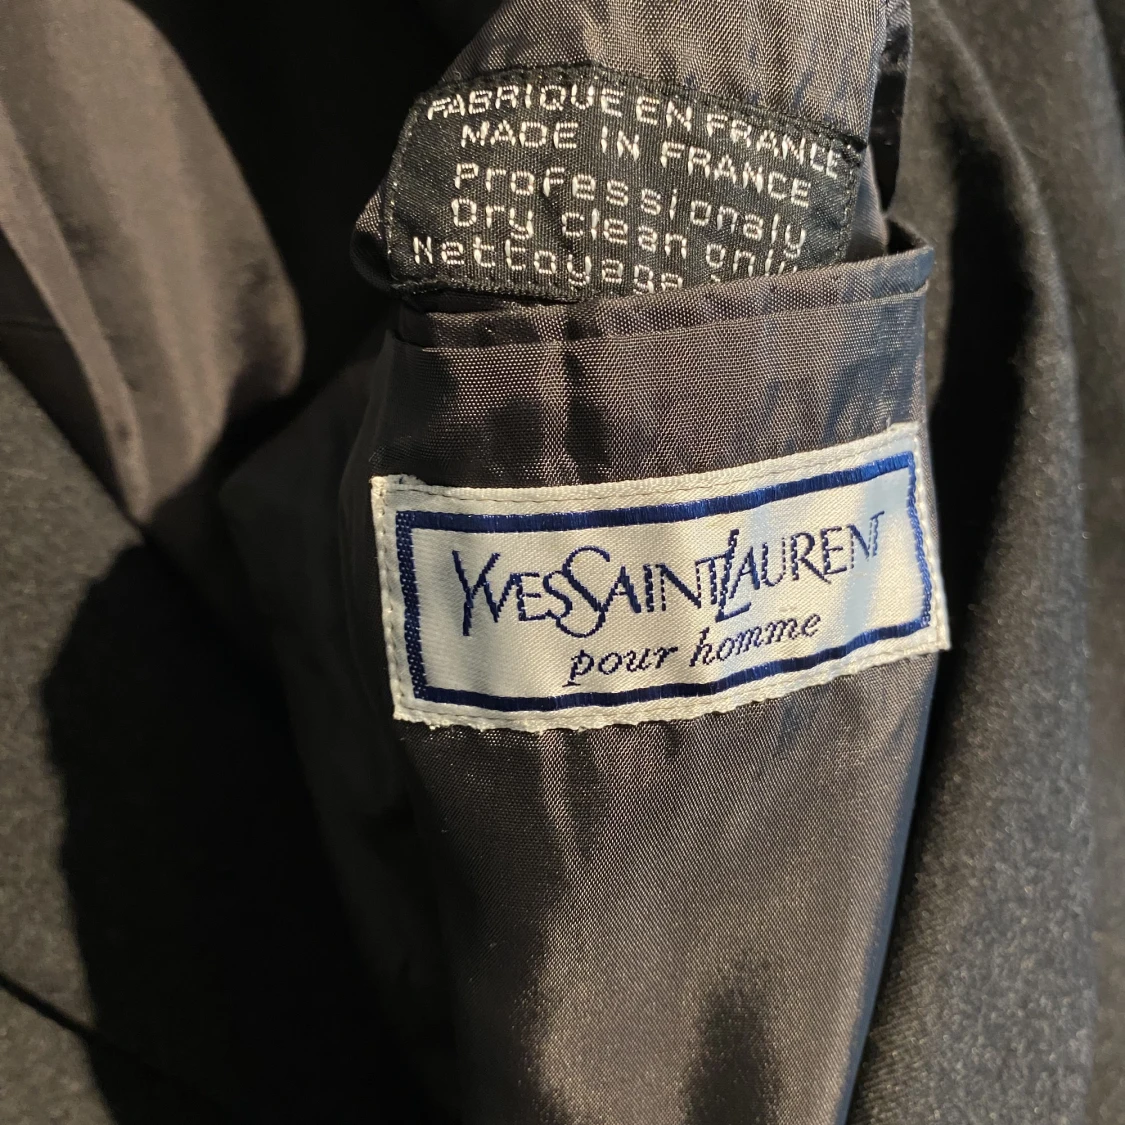 FABRIQUE EN FRANCE
MADE IN FRANCE
Professionaly
Dry clean only
Nettoyage
YVESSAINTLAURENT
pour homme